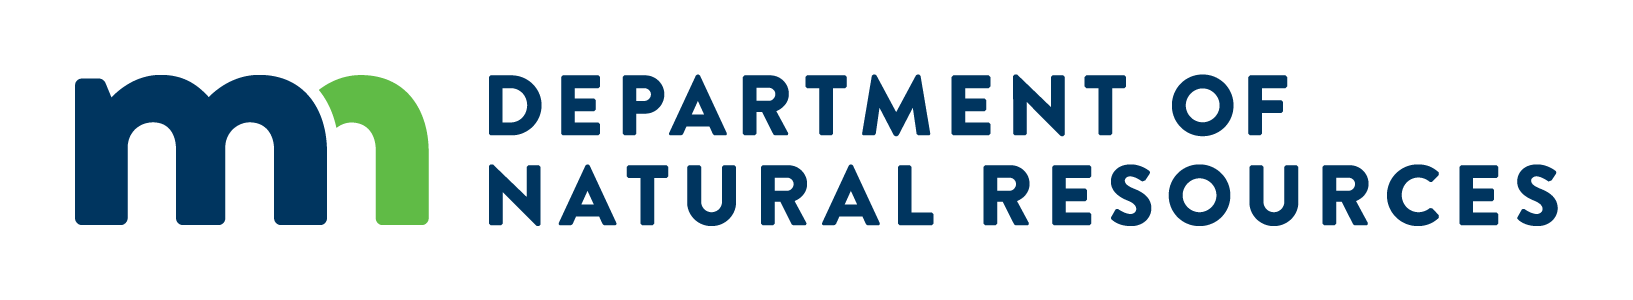 mn DEPARTMENT OF
NATURAL RESOURCES